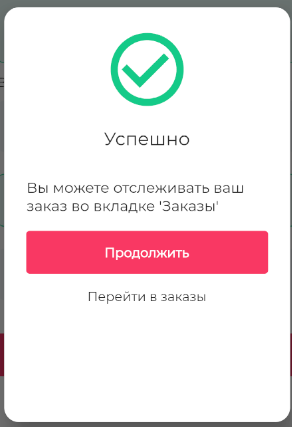 Успешно
Вы можете отслеживать ваш
заказ во вкладке 'Заказы'
Продолжить
Перейти в заказы